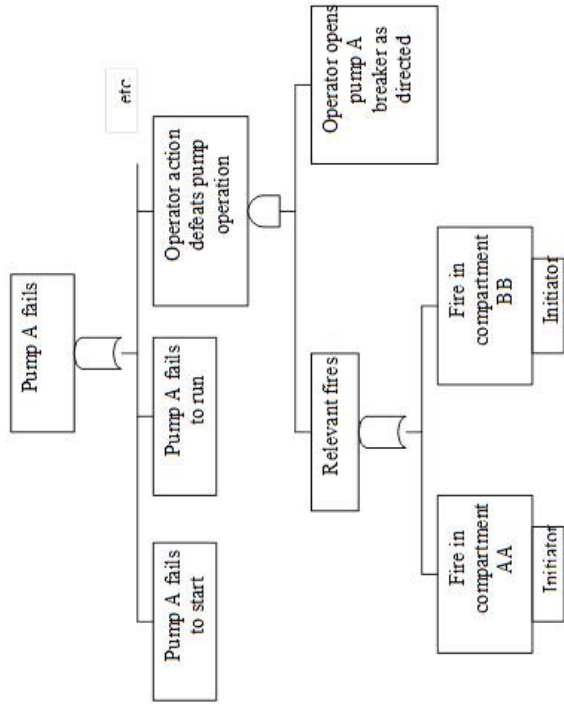 Pump A fails
Pump A fails
to start
Pump A fails
to run
Operator action
defeats pump
operation
etc
Relevant fires
Operator opens
pump A
breaker as
directed
Fire in
compartment
AA
Initiator
Fire in
compartment
BB
Initiator